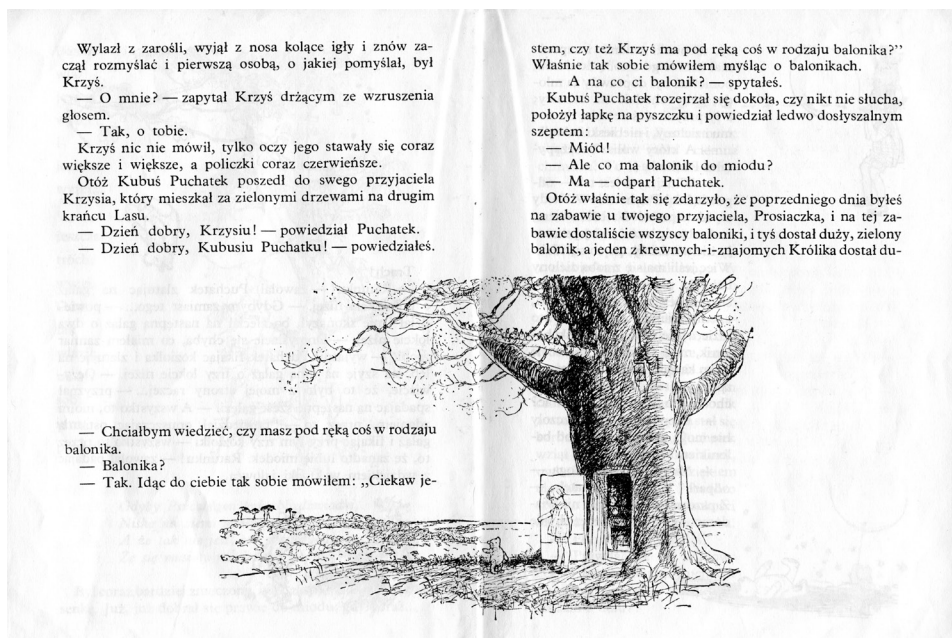 Wylazł z zarośli, wyjął z nosa kolące igły i znów za-
czął rozmyślać i pierwszą osobą, o jakiej pomyślał, był
Krzyś.
— O mnie? — zapytał Krzyś drżącym ze wzruszenia
głosem.
— Tak, o tobie.
Krzyś nic nie mówił, tylko oczy jego stawały się coraz
większe i większe, a policzki coraz czerwieńsze.
Otóż Kubuś Puchatek poszedł do swego przyjaciela
Krzysia, który mieszkał za zielonymi drzewami na drugim
krańcu Lasu.
— Dzień dobry, Krzysiu! — powiedział Puchatek.
— Dzień dobry, Kubusiu Puchatku! — powiedziałeś.
— Chciałbym wiedzieć, czy masz pod ręką coś w rodzaju
balonika.
— Balonika?
— Tak. Idąc do ciebie tak sobie mówiłem: „Ciekaw je-
stem, czy też Krzyś ma pod ręką coś w rodzaju balonika?”
Właśnie tak sobie mówiłem myśląc o balonikach.
— A na co ci balonik? — spytałeś.
Kubuś Puchatek rozejrzał się dokoła, czy nikt nie słucha,
położył łapkę na pyszczku i powiedział ledwo dosłyszalnym
szeptem:
— Miód!
— Ale co ma balonik do miodu?
— Ma — odparł Puchatek.
Otóż właśnie tak się zdarzyło, że poprzedniego dnia byłeś
na zabawie u twojego przyjaciela, Prosiaczka, i na tej za-
bawie dostaliście wszyscy baloniki, i tyś dostał duży, zielony
balonik, a jeden z krewnych-i-znajomych Królika dostał du-